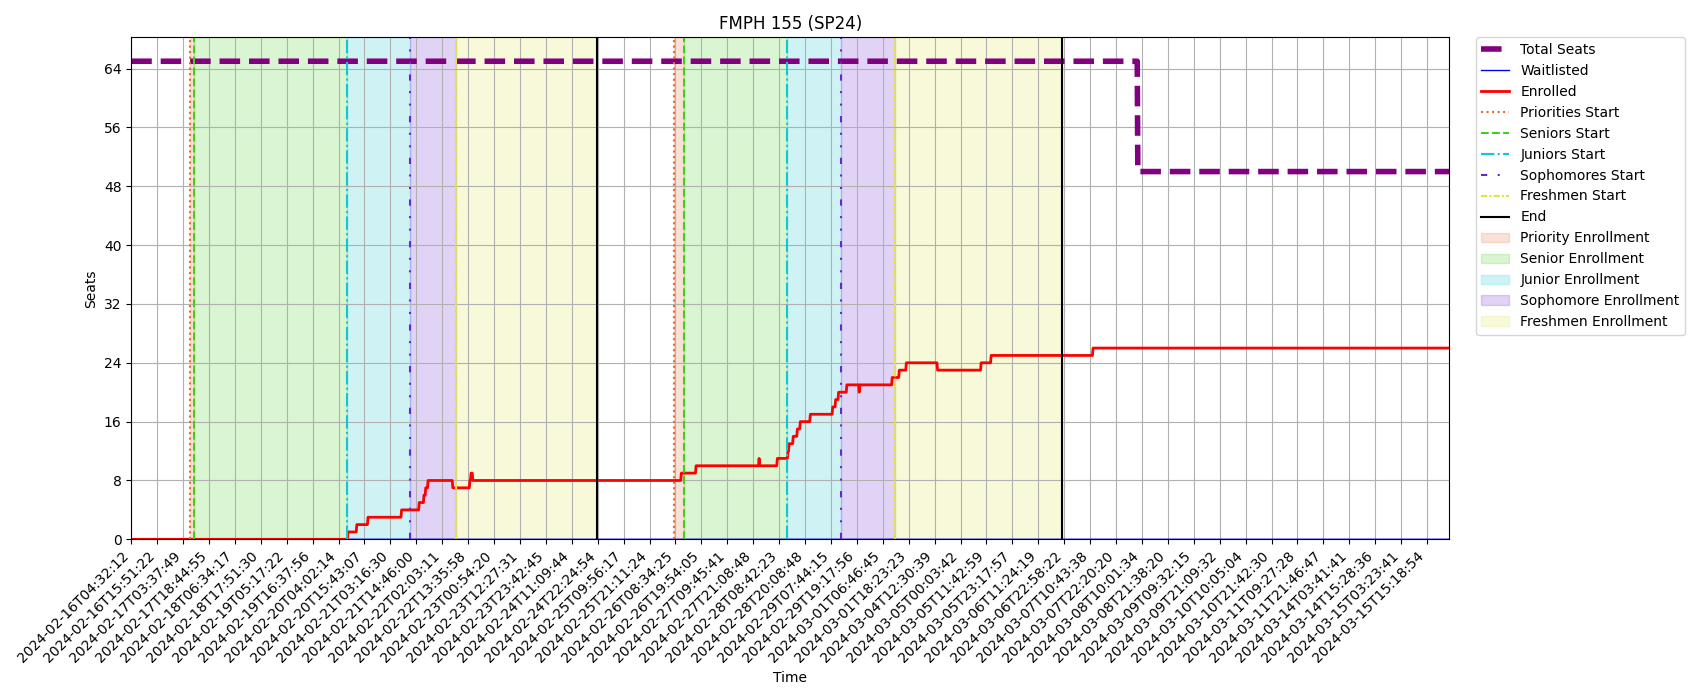 FMPH 155 (SP24)
Seats
64
56
48
40
32
24
16
8
0
2024-02-16T04:32:12
2024-02-16T15:51:22
2024-02-17T03:37:49
2024-02-17T18:44:55
2024-02-18T06:34:17
2024-02-18T17:51:30
2024-02-19T05:17:22
2024-02-19T16:37:56
2024-02-20T04:02:14
2024-02-20T15:43:07
2024-02-21T03:16:30
2024-02-21T14:46:00
2024-02-22T02:03:11
2024-02-22T13:35:58
2024-02-23T00:54:20
2024-02-23T12:27:31
2024-02-23T23:42:45
2024-02-24T11:09:44
2024-02-24T22:24:54
2024-02-25T09:56:17
2024-02-25T21:11:24
2024-02-26T08:34:25
2024-02-26T19:54:05
2024-02-27T09:45:41
2024-02-27T21:08:48
2024-02-28T08:42:23
2024-02-28T20:08:48
2024-02-29T07:44:15
2024-02-29T19:17:56
2024-03-01T06:46:45
2024-03-01T18:23:23
2024-03-04T12:30:39
2024-03-05T00:03:42
2024-03-05T11:42:59
2024-03-05T23:17:57
2024-03-06T11:24:19
2024-03-06T22:58:22
2024-03-07T10:43:38
2024-03-07T22:20:20
2024-03-08T10:01:34
2024-03-08T21:38:20
2024-03-09T09:32:15
2024-03-09T21:09:32
2024-03-10T10:05:04
2024-03-10T21:42:30
2024-03-11T09:27:28
2024-03-11T21:46:47
2024-03-14T03:41:41
2024-03-14T15:28:36
2024-03-15T03:23:41
2024-03-15T15:18:54
Time
Total Seats
Waitlisted
Enrolled
Priorities Start
Seniors Start
Juniors Start
Sophomores Start
Freshmen Start
End
Priority Enrollment
Senior Enrollment
Junior Enrollment
Sophomore Enrollment
Freshmen Enrollment